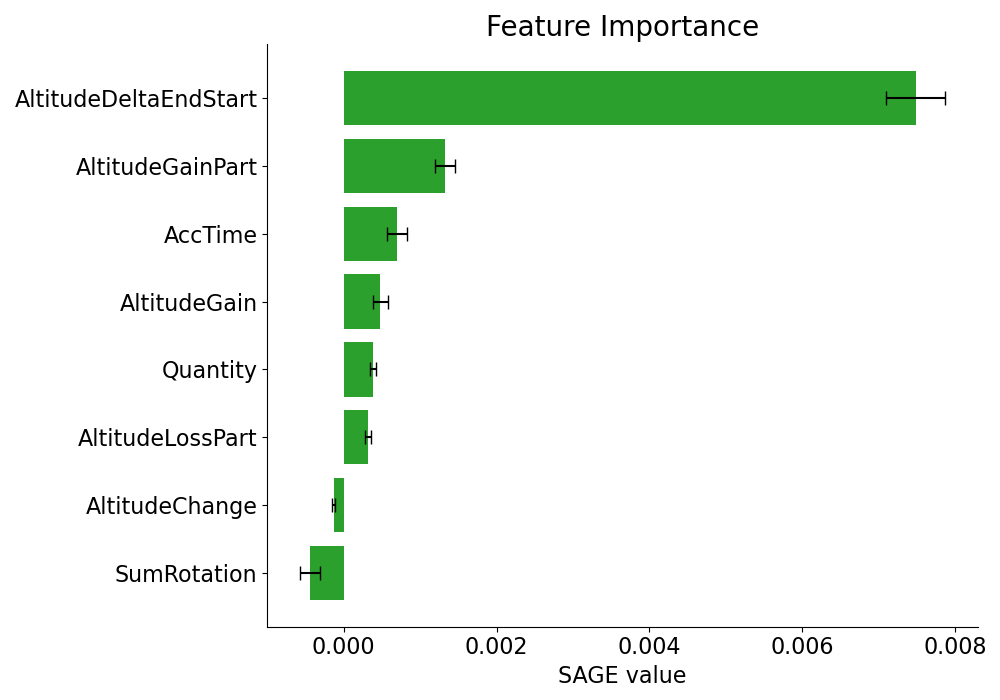 Feature Importance
AltitudeDeltaEndStart
AltitudeGainPart
AccTime
AltitudeGain
Quantity
AltitudeLossPart
AltitudeChange
SumRotation
0.000 0.002 0.004 0.006 0.008
SAGE value